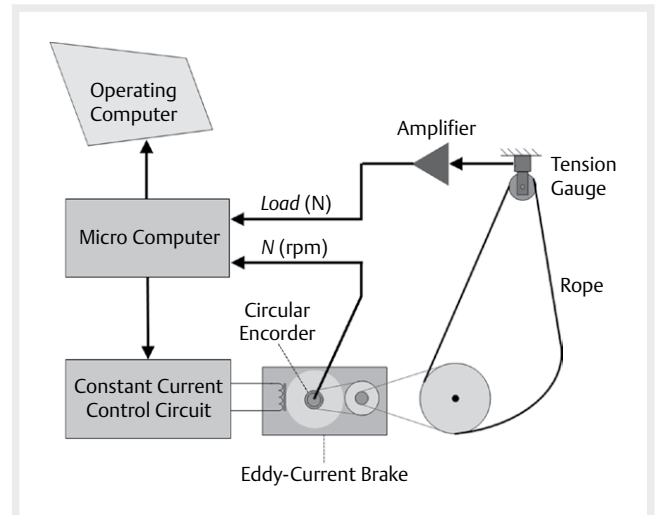 Operating
Computer
Amplifier
Tension
Gauge
Load (N)
Micro Computer
N (rpm)
Rope
Circular
Encorder
Constant Current
Control Circuit
Eddy-Current Brake